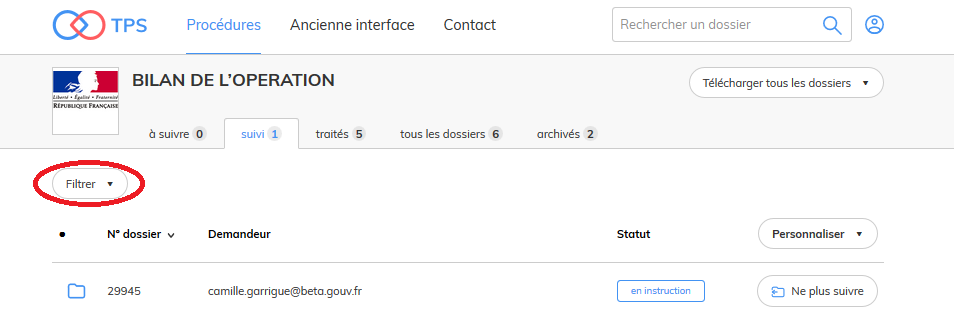 TPS Procédures Ancienne interface Contact Rechercher un dossier
BILAN DE L'OPERATION Télécharger tous les dossiers
Liberté • Égalité • Fraternité
RÉPUBLIQUE FRANÇAISE
à suivre 0 suivi 1 traités 5 tous les dossiers 6 archivés 2
Filtrer
N° dossier Demandeur Statut Personnaliser
29945 camille.garrigue@beta.gouv.fr en instruction Ne plus suivre